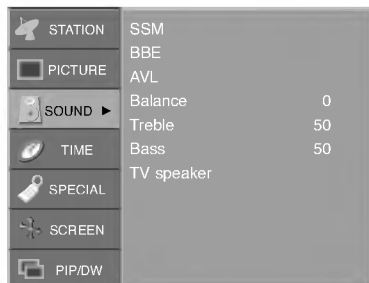 STATION
PICTURE
SOUND ►
TIME
SPECIAL
SCREEN
PIP/DW
SSM
BBE
AVL
Balance 0
Treble 50
Bass 50
TV speaker